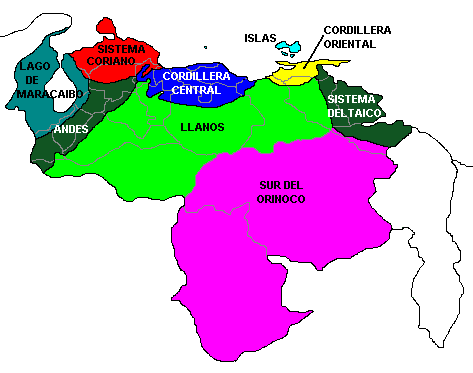 ISLAS
CORDILLERA
ORIENTAL
SISTEMA
CORIANO
LAGO
DE
MARACAIBO
CORDILLERA
CENTRAL
SISTEMA
DELTAICO
ANDES
LLANOS
SUR DEL
ORINOCO